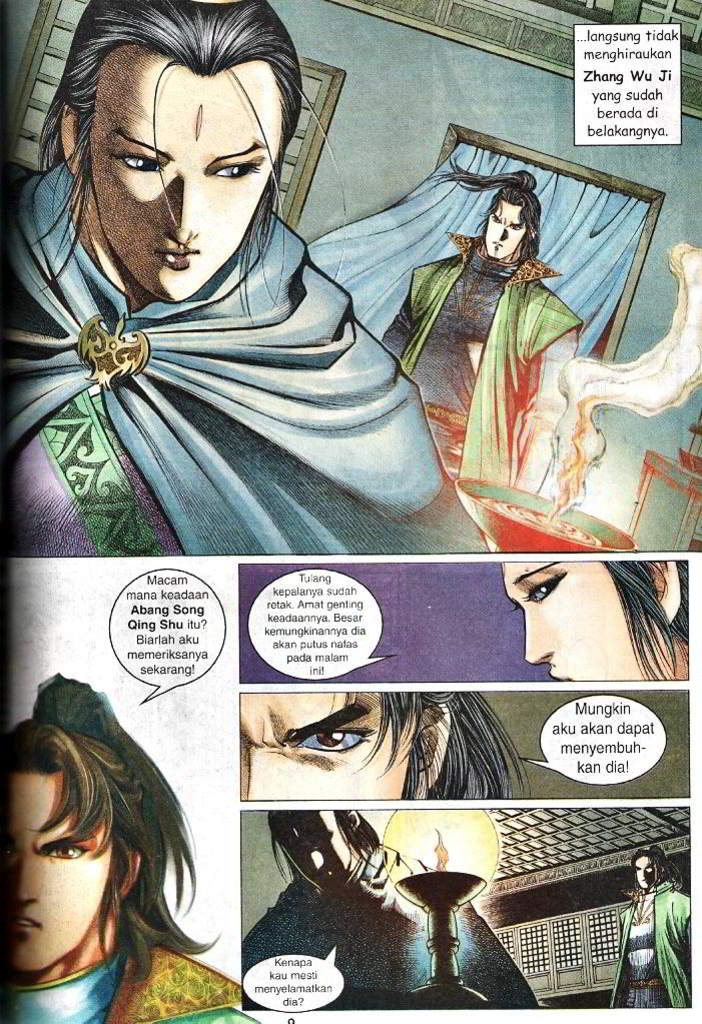 ...langsung tidak
menghiraukan
Zhang Wu Ji
yang sudah
berada di
belakangnya.
Macam
mana keadaan
Abang Song
Qing Shu itu?
Biarlah aku
memeriksanya
sekarang!
Tulang
kepalanya sudah
retak. Amat genting
keadaannya. Besar
kemungkinannya dia
akan putus nafas
pada malam
ini!
Mungkin
aku akan dapat
menyembuh-
kan dia!
Kenapa
kau mesti
menyelamatkan
dia?
9